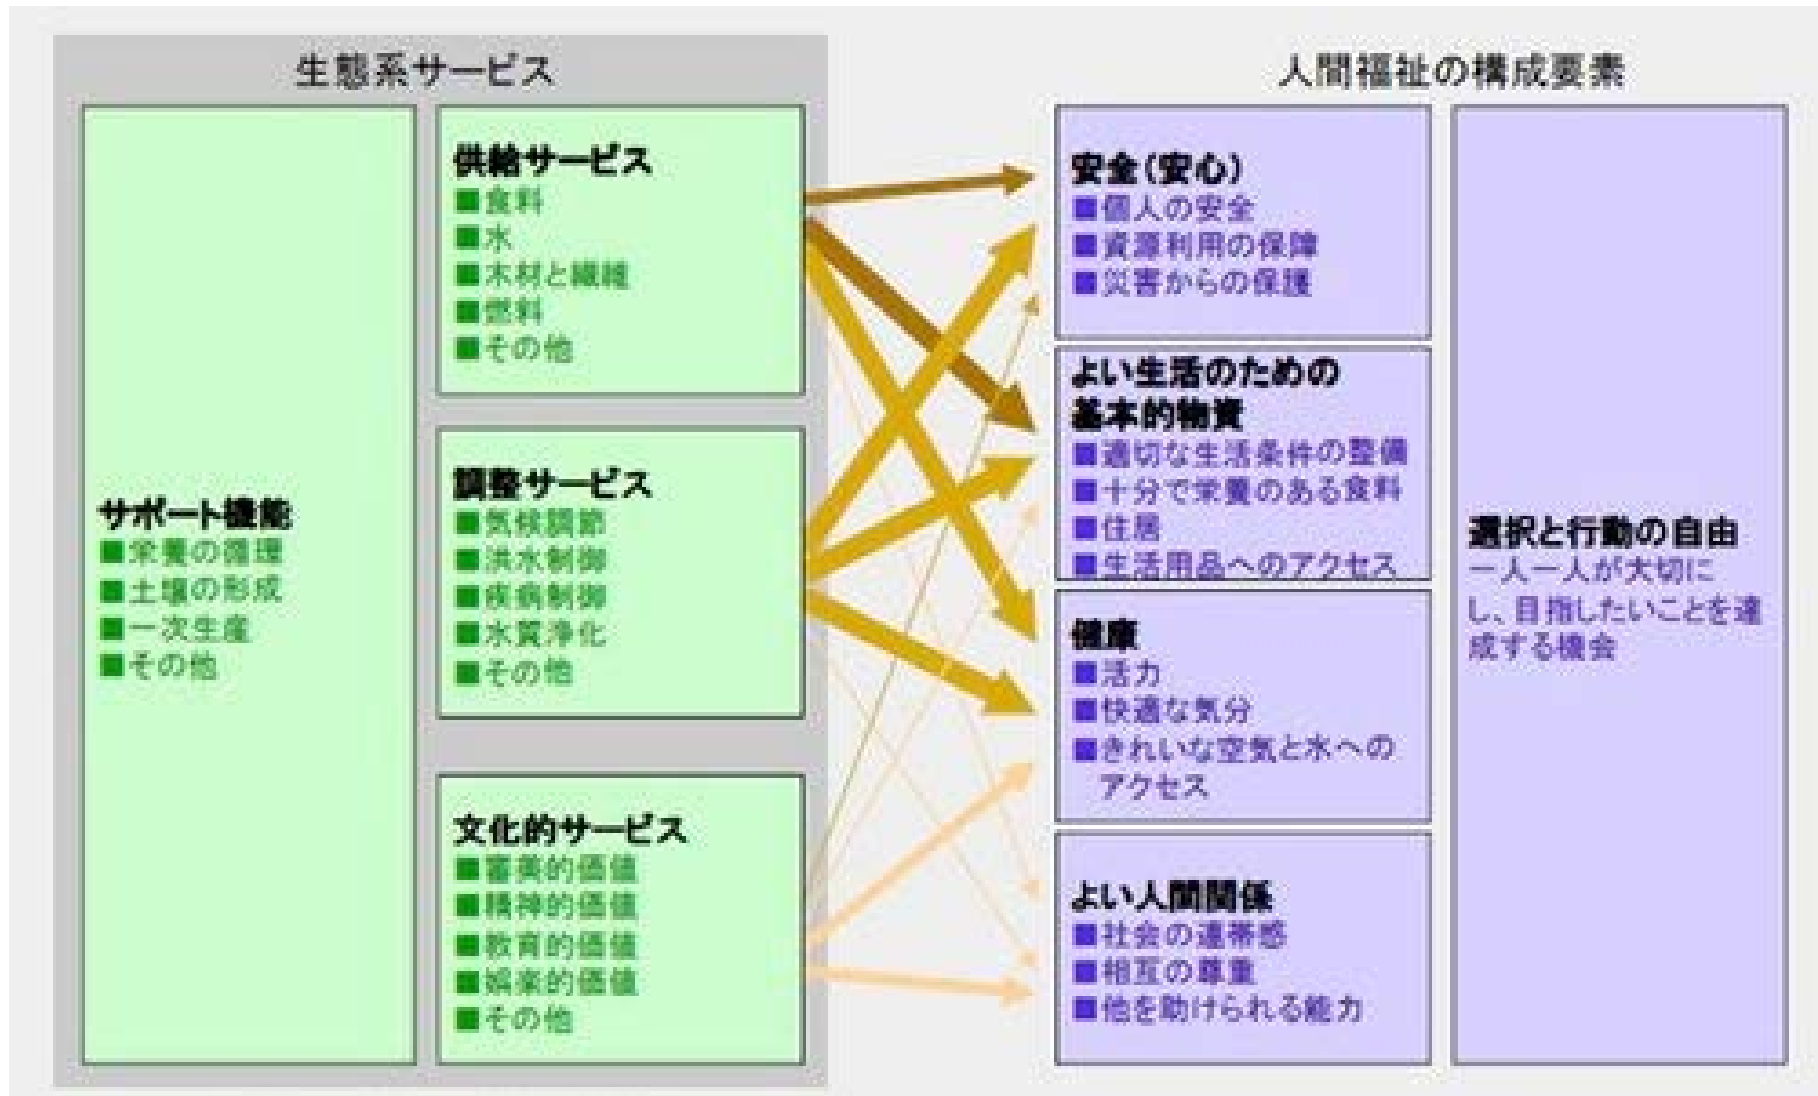 生態系サービス
サポート機能
■栄養の循環
■土壌の形成
■一次生産
■その他
供給サービス
■食料
■水
■木材と繊維
■燃料
■その他
調整サービス
■気候調節
■洪水制御
■疾病制御
■水質浄化
■その他
文化的サービス
■審美的価値
■精神的価値
■教育的価値
■娯楽的価値
■その他
人間福祉の構成要素
安全(安心)
■個人の安全
■資源利用の保障
■災害からの保護
よい生活のための
基本的物資
■適切な生活条件の整備
■十分で栄養のある食料
■住居
■生活用品へのアクセス
健康
■活力
■快適な気分
■きれいな空気と水への
アクセス
よい人間関係
■社会の連帯感
■相互の尊重
■他を助けられる能力
選択と行動の自由
一人一人が大切に
し、目指したいことを達
成する機会